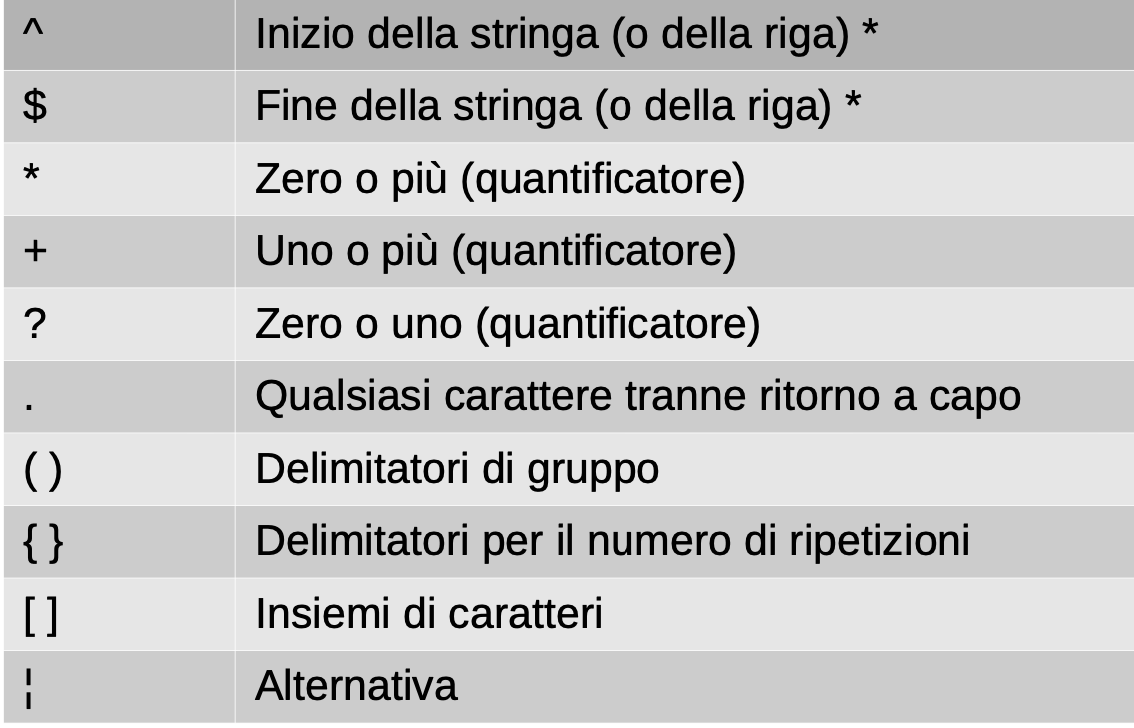 ^ Inizio della stringa (o della riga) *
$ Fine della stringa (o della riga) *
* Zero o più (quantificatore)
+ Uno o più (quantificatore)
? Zero o uno (quantificatore)
. Qualsiasi carattere tranne ritorno a capo
( ) Delimitatori di gruppo
{ } Delimitatori per il numero di ripetizioni
[ ] Insiemi di caratteri
¦ Alternativa